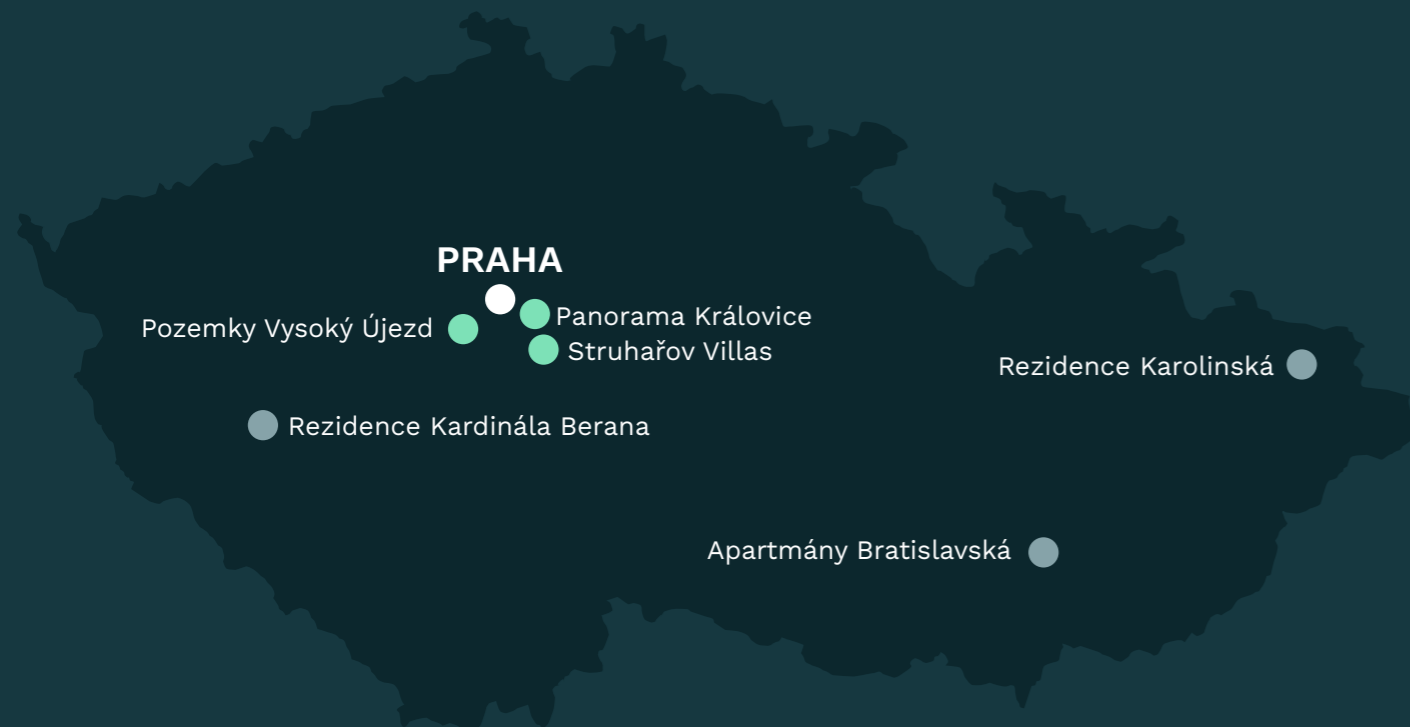 PRAHA
Panorama Královice
Pozemky Vysoký Újezd
Struhařov Villas
Rezidence Karolinská
Rezidence Kardinála Berana
Apartmány Bratislavská